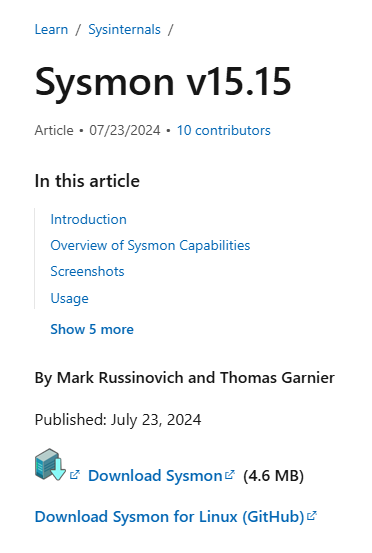 Learn / Sysinternals /
Sysmon v15.15
Article • 07/23/2024 • 10 contributors
In this article
Introduction
Overview of Sysmon Capabilities
Screenshots
Usage
Show 5 more
By Mark Russinovich and Thomas Garnier
Published: July 23, 2024
Download Sysmon (4.6 MB)
Download Sysmon for Linux (GitHub)